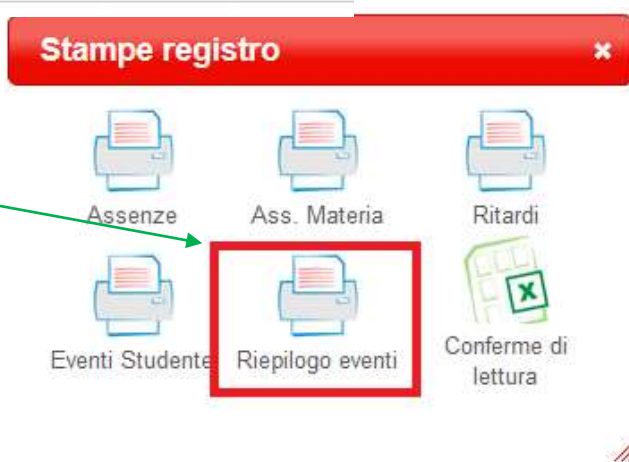 Stampe registro
Assenze
Ass. Materia
Ritardi
Eventi Studente
Riepilogo eventi
Conferme di
lettura